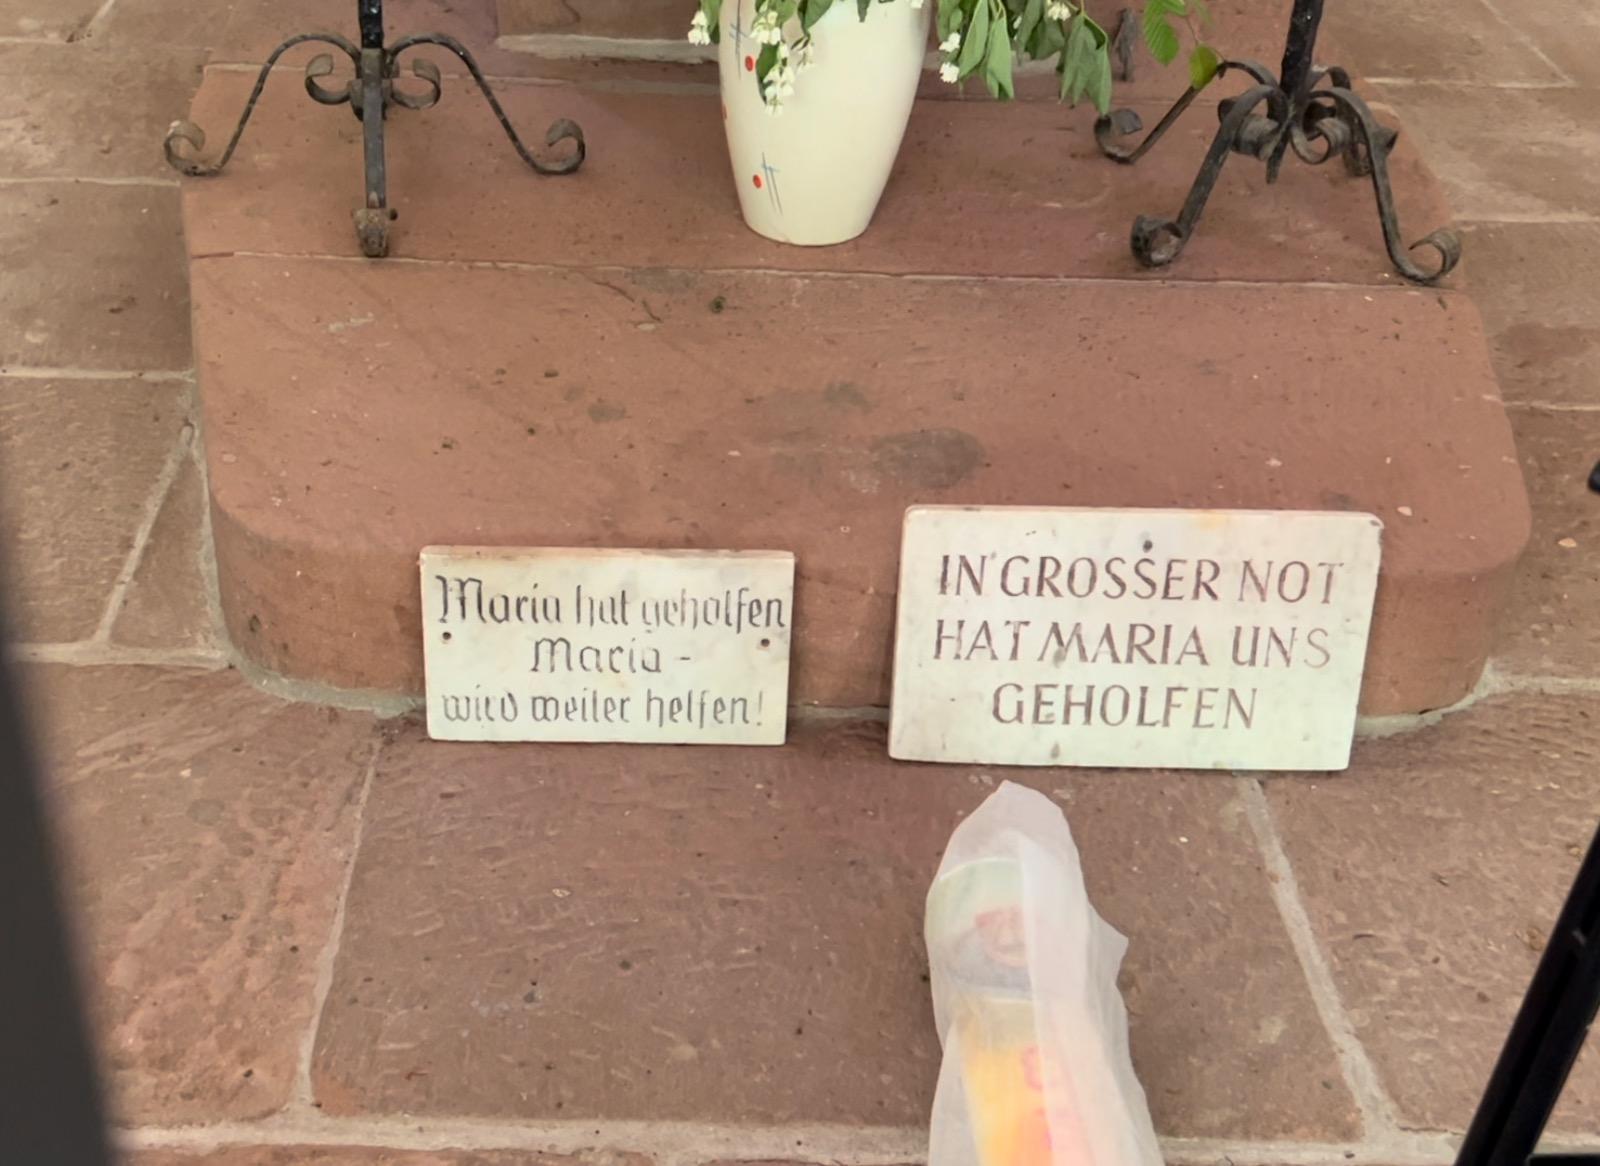 Maria hat geholfen
Maria -
wird weiter helfen!
IN GROSSER NOT
HAT MARIA UNS
GEHOLFEN